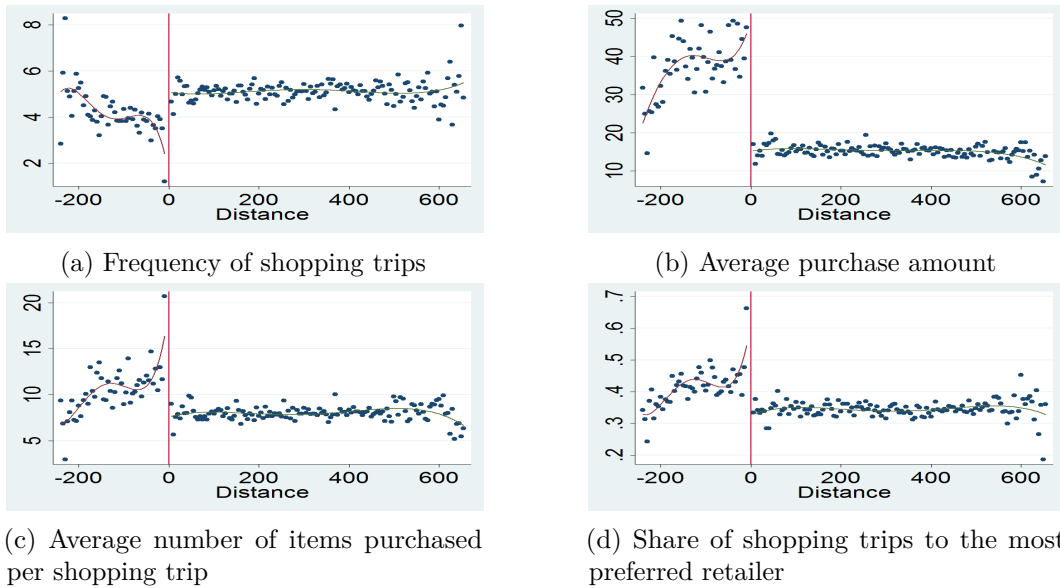 2 4 6 8
-200 0 200 400 600
Distance
(a) Frequency of shopping trips
10 20 30 40 50
-200 0 200 400 600
Distance
(b) Average purchase amount
5 10 15 20
-200 0 200 400 600
Distance
(c) Average number of items purchased
per shopping trip
.2 .3 .4 .5 .6 .7
-200 0 200 400 600
Distance
(d) Share of shopping trips to the most
preferred retailer